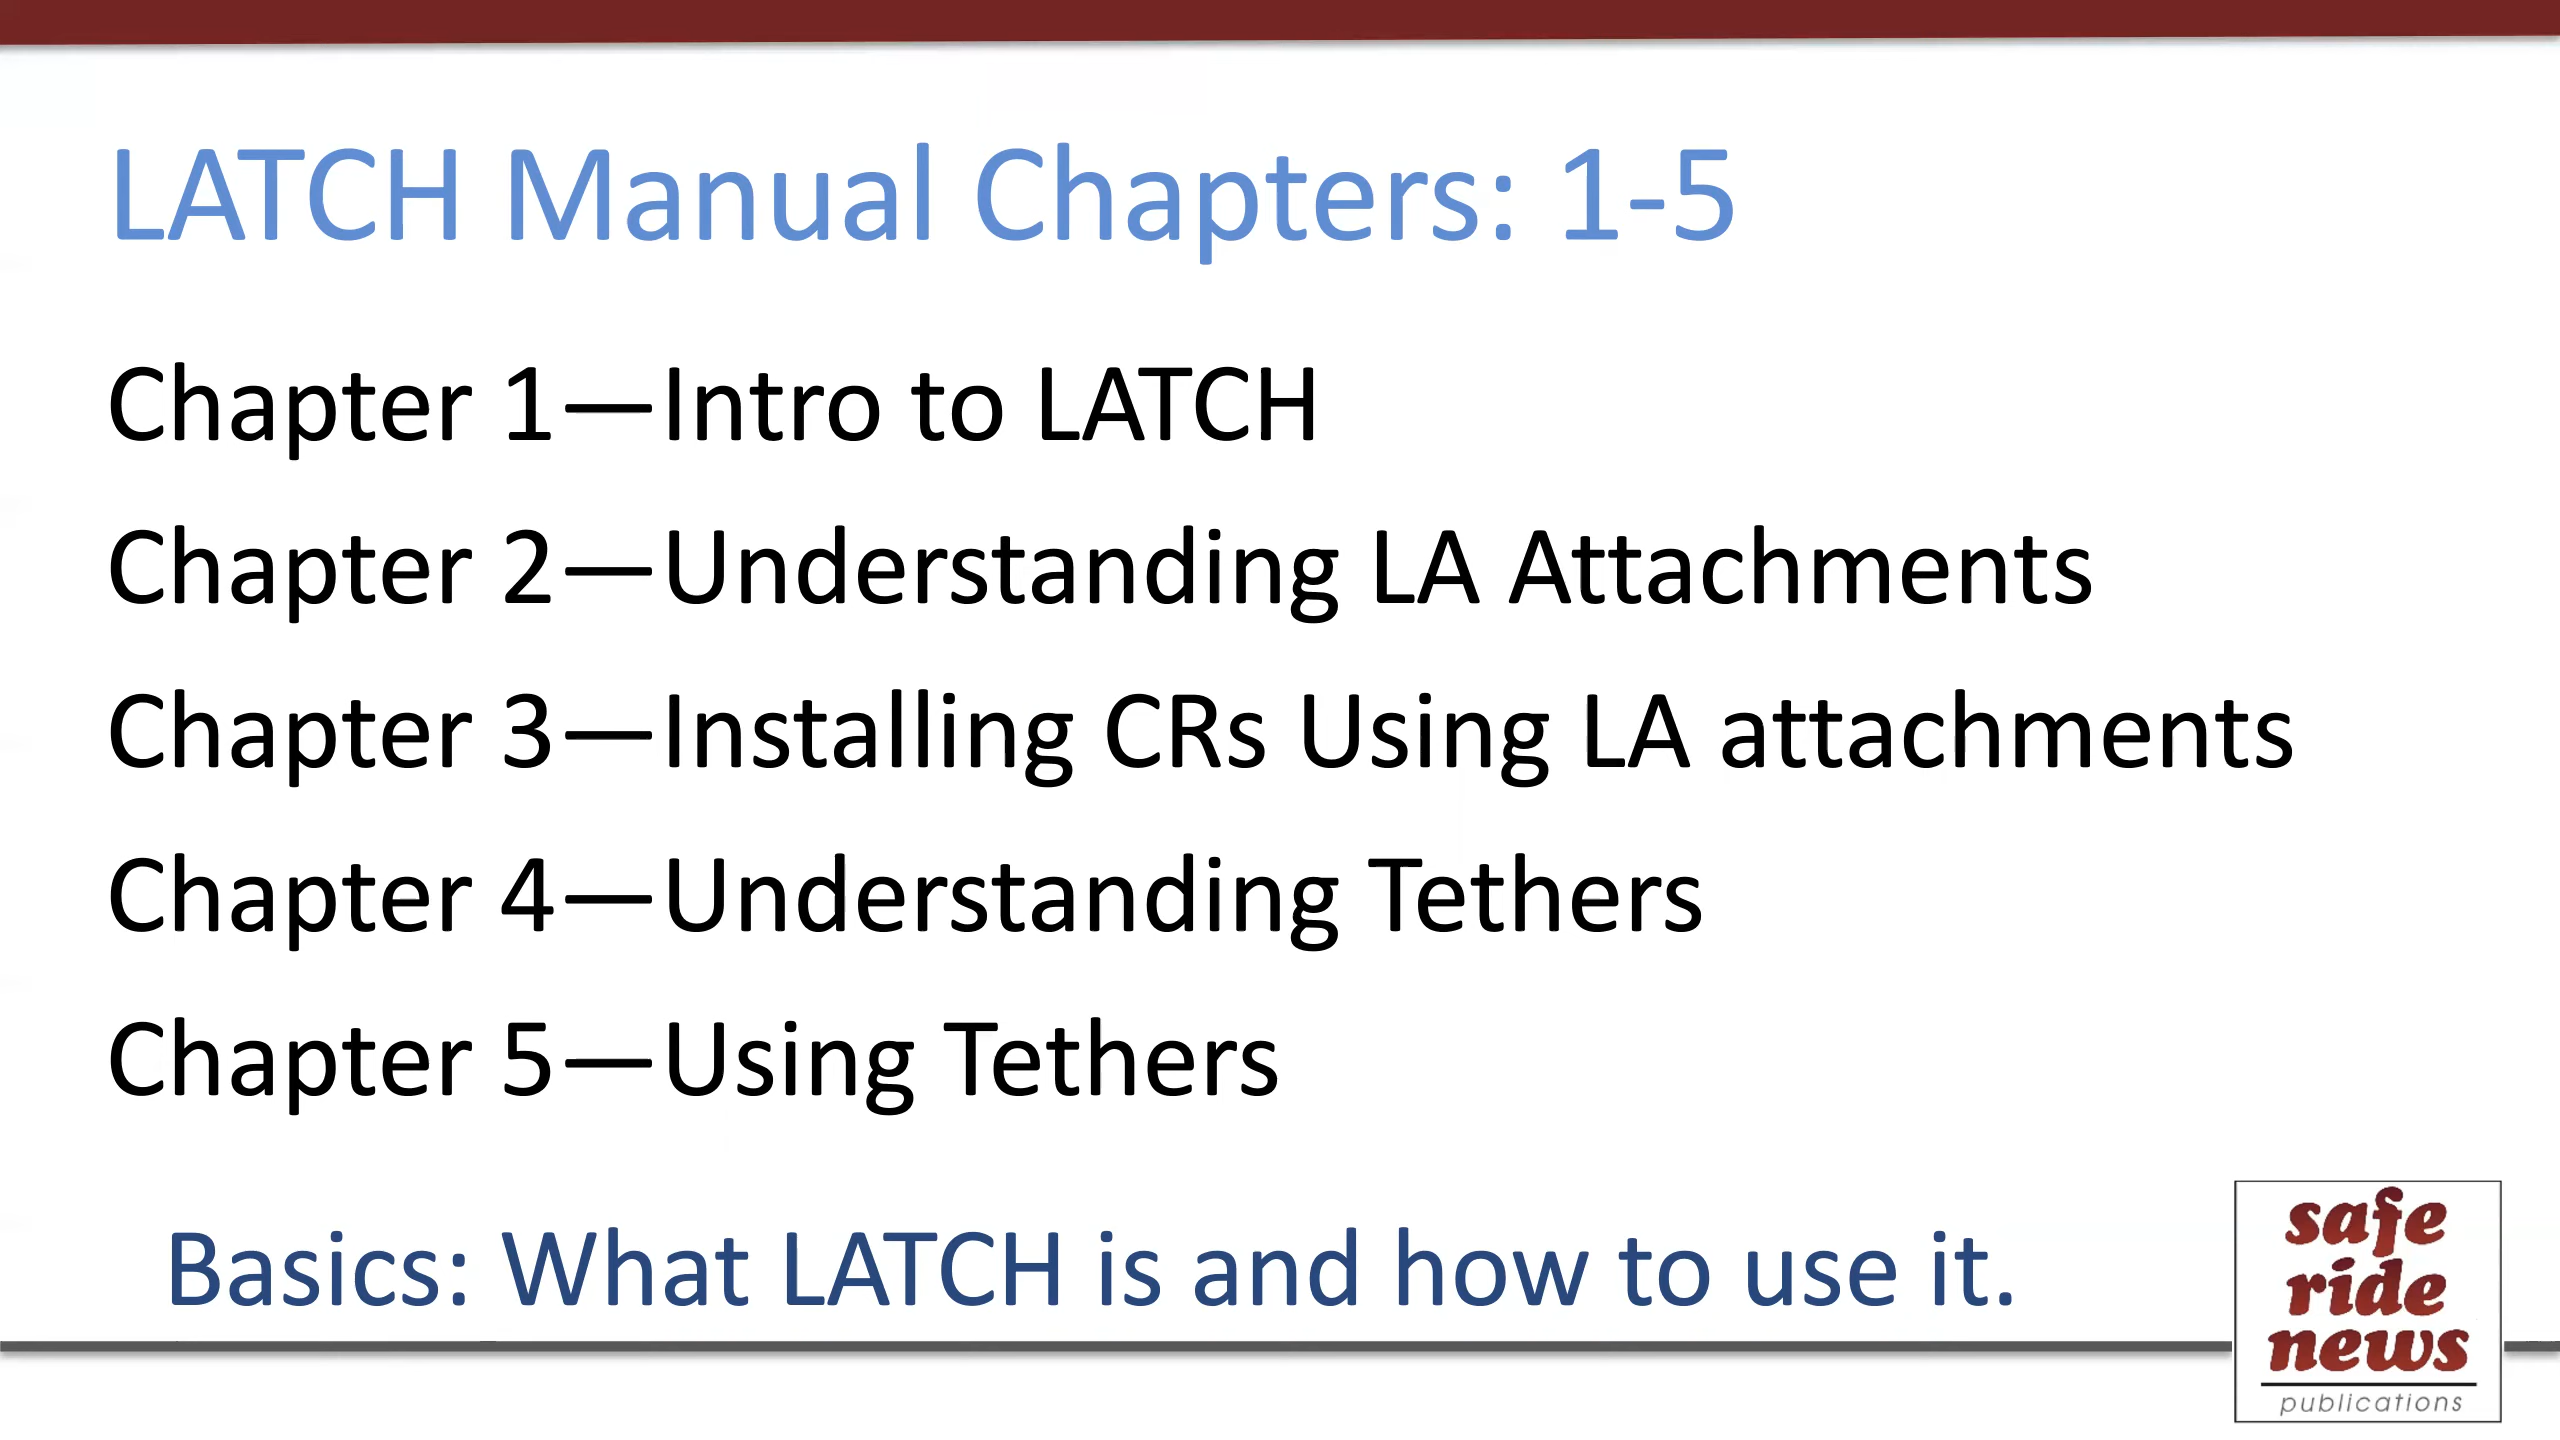 LATCH Manual Chapters: 1-5
Chapter 1—Intro to LATCH
Chapter 2—Understanding LA Attachments
Chapter 3—Installing CRs Using LA attachments
Chapter 4—Understanding Tethers
Chapter 5—Using Tethers
Basics: What LATCH is and how to use it.
safe
ride
news
publications